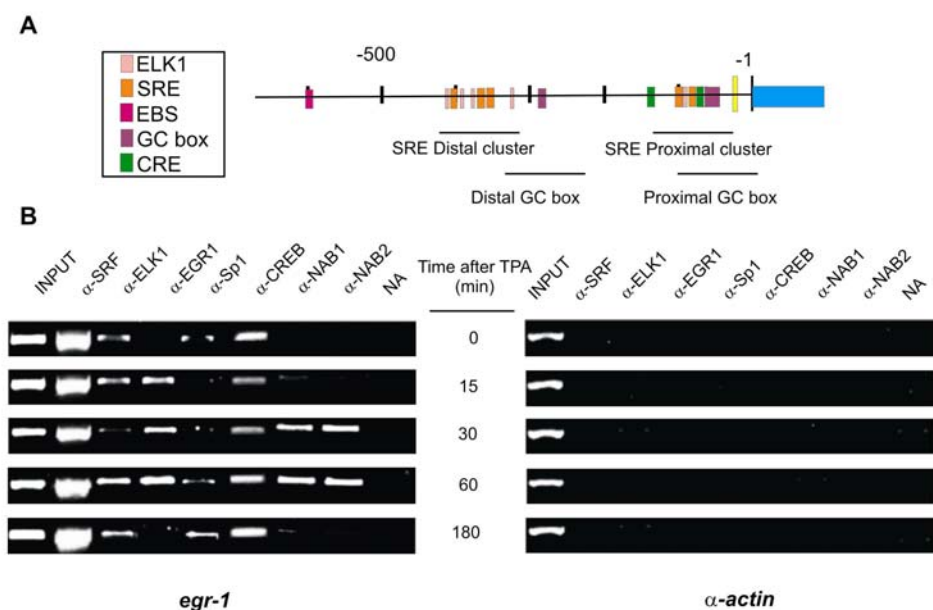 A
-500
-1
ELK1
SRE
EBS
GC box
CRE
SRE Distal cluster
SRE Proximal cluster
Distal GC box
Proximal GC box
B
INPUT α-SRF α-ELK1 α-EGR1 α-Sp1 α-CREB α-NAB1 α-NAB2 NA
Time after TPA
(min)
INPUT α-SRF α-ELK1 α-EGR1 α-Sp1 α-CREB α-NAB1 α-NAB2 NA
0
15
30
60
180
egr-1
α-actin